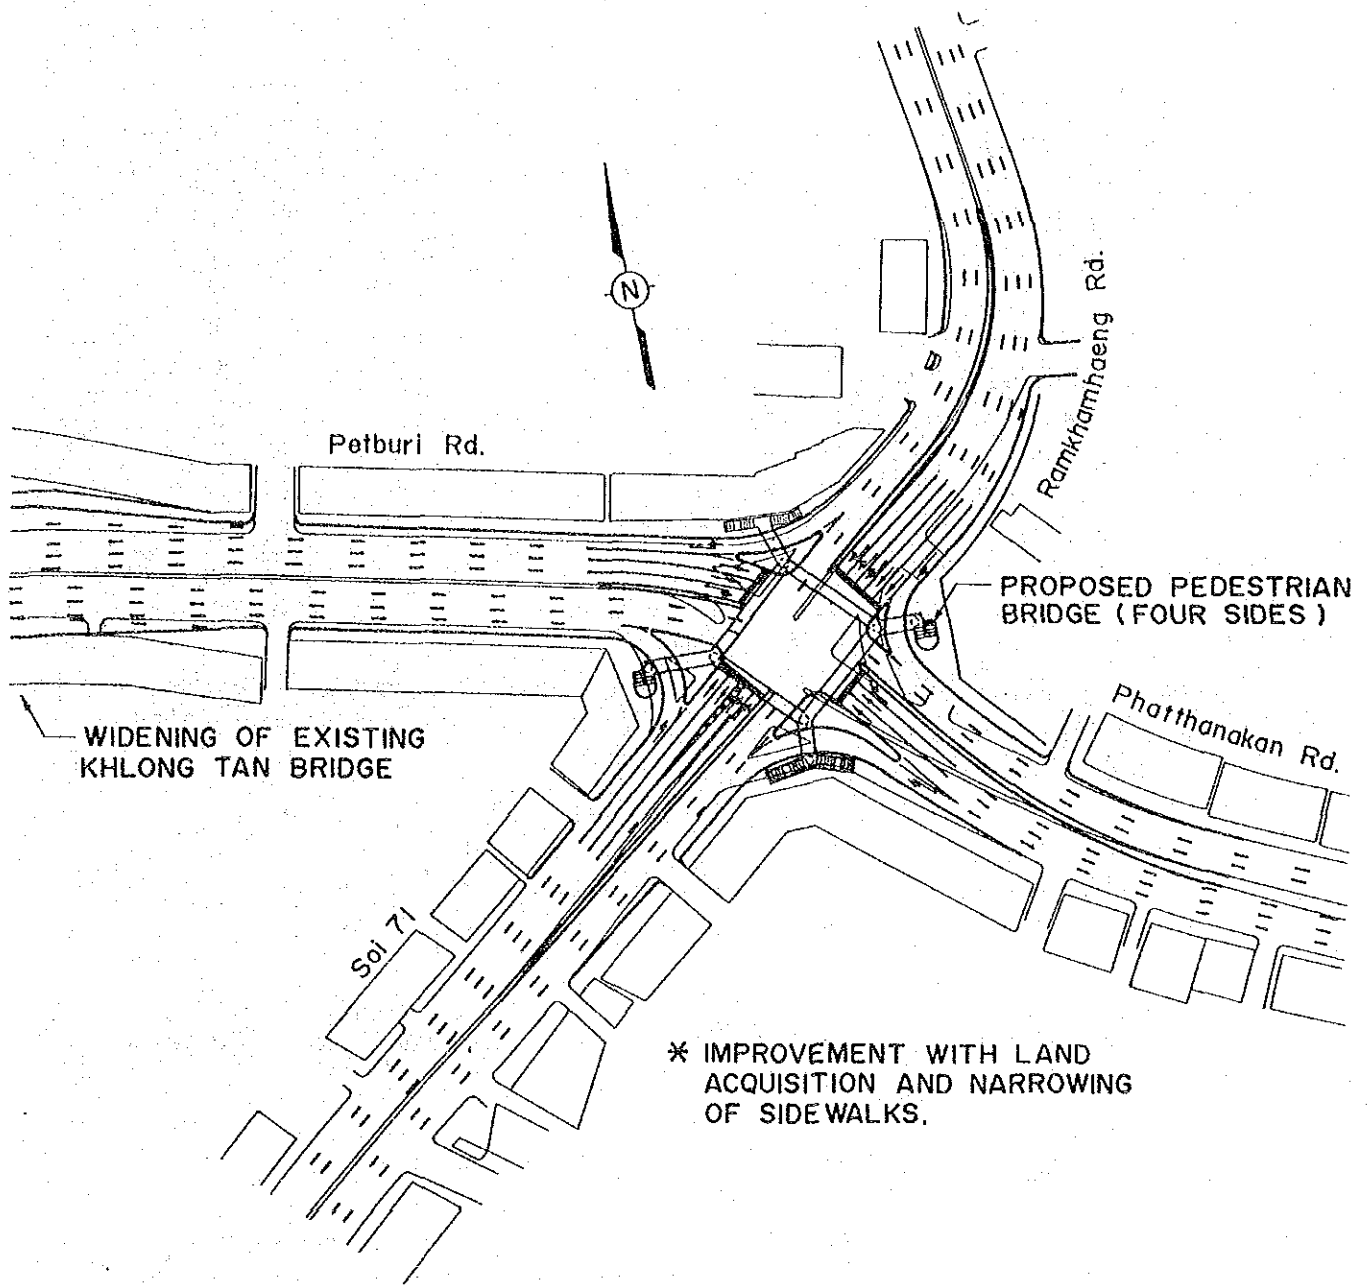 N
Petburi Rd.
Ramkhamhaeng Rd.
PROPOSED PEDESTRIAN
BRIDGE ( FOUR SIDES )
Phatthanakan Rd.
WIDENING OF EXISTING
KHLONG TAN BRIDGE
Soi 71
* IMPROVEMENT WITH LAND
ACQUISITION AND NARROWING
OF SIDEWALKS.